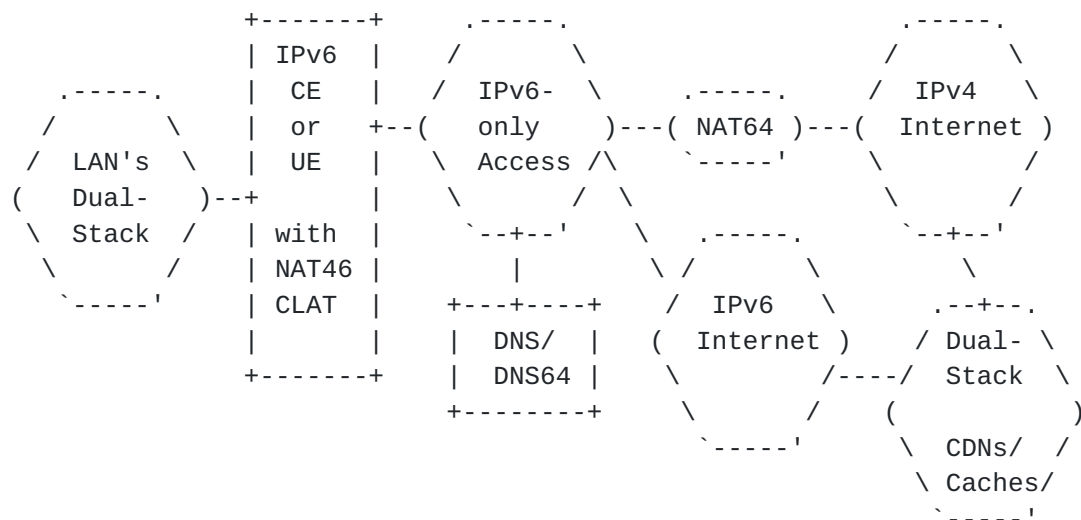 +-------+     .-----.                     .-----.
              | IPv6  |    /       \                   /       \
  .-----.     |  CE   |   /  IPv6-  \     .-----.     /  IPv4   \
 /       \    |  or   +--(   only    )---( NAT64 )---(  Internet )
/  LAN's  \   |  UE   |   \  Access /\    `-----'     \         /
(  Dual-   )--+       |    \       /  \                \       /
\  Stack  /   | with  |     `--+--'    \   .-----.      `--+--'
 \       /    | NAT46 |        |        \ /       \         \
  `-----'     | CLAT  |    +---+----+    /  IPv6   \      .--+--.
              |       |    |  DNS/  |   (  Internet )    / Dual- \
              +-------+    |  DNS64 |    \         /----/  Stack  \
                           +--------+     \       /    (           )
                                           `-----'      \  CDNs/  /
                                                         \ Caches/
                                                          `-----'